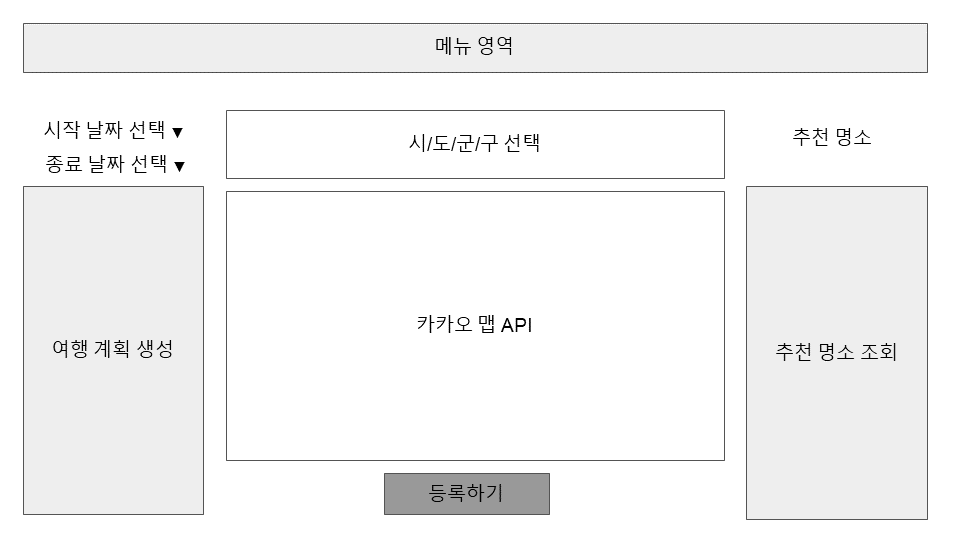 메뉴 영역
시작 날짜 선택 ▼
종료 날짜 선택 ▼
시/도/군/구 선택
추천 명소
여행 계획 생성
카카오 맵 API
추천 명소 조회
등록하기